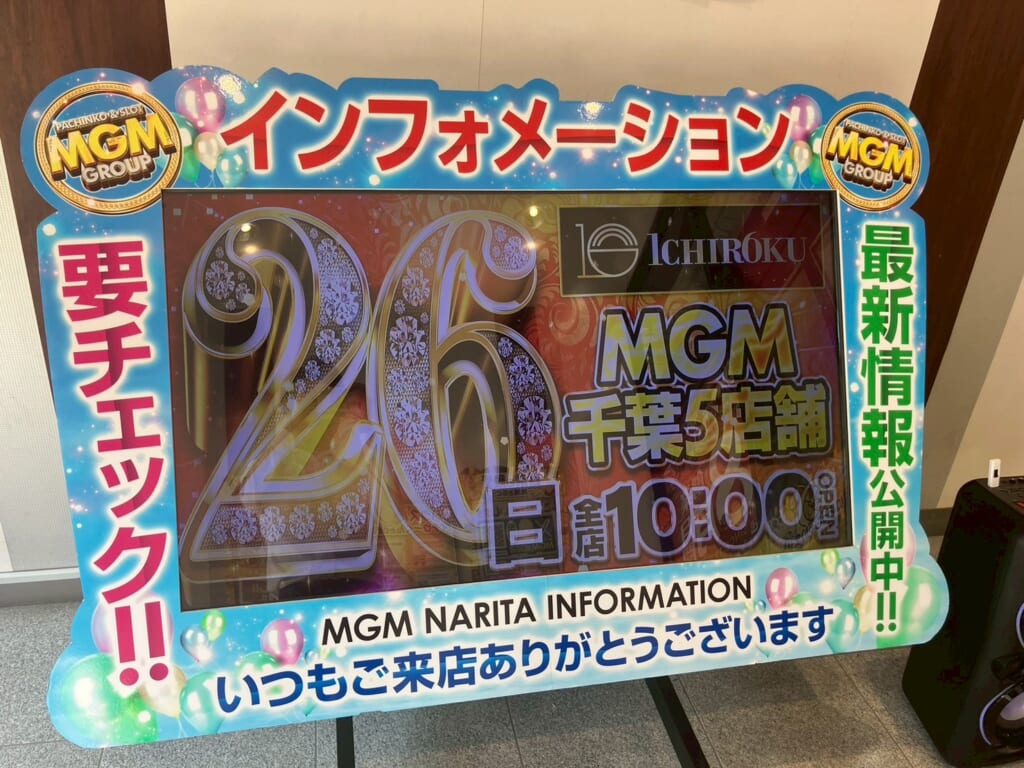 PACHINKO & SLOT
MGM
GROUP
インフォメーション
PACHINKO & SLOT
MGM
GROUP
要チェック!!
26日
16 ICHIROKU
MGM
千葉5店舗
全店10:00 OPEN
最新情報公開中!!
MGM NARITA INFORMATION
いつもご来店ありがとうございます